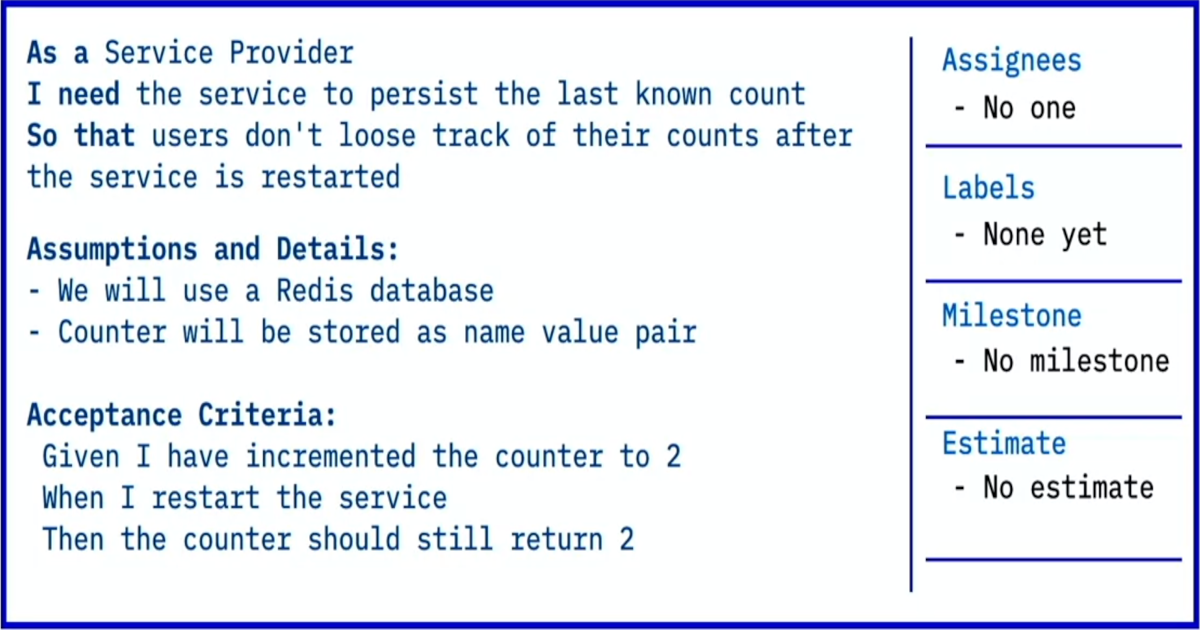 As a Service Provider
I need the service to persist the last known count
So that users don't loose track of their counts after
the service is restarted
Assumptions and Details:
- We will use a Redis database
- Counter will be stored as name value pair
Acceptance Criteria:
Given I have incremented the counter to 2
When I restart the service
Then the counter should still return 2
Assignees
- No one
Labels
- None yet
Milestone
- No milestone
Estimate
- No estimate